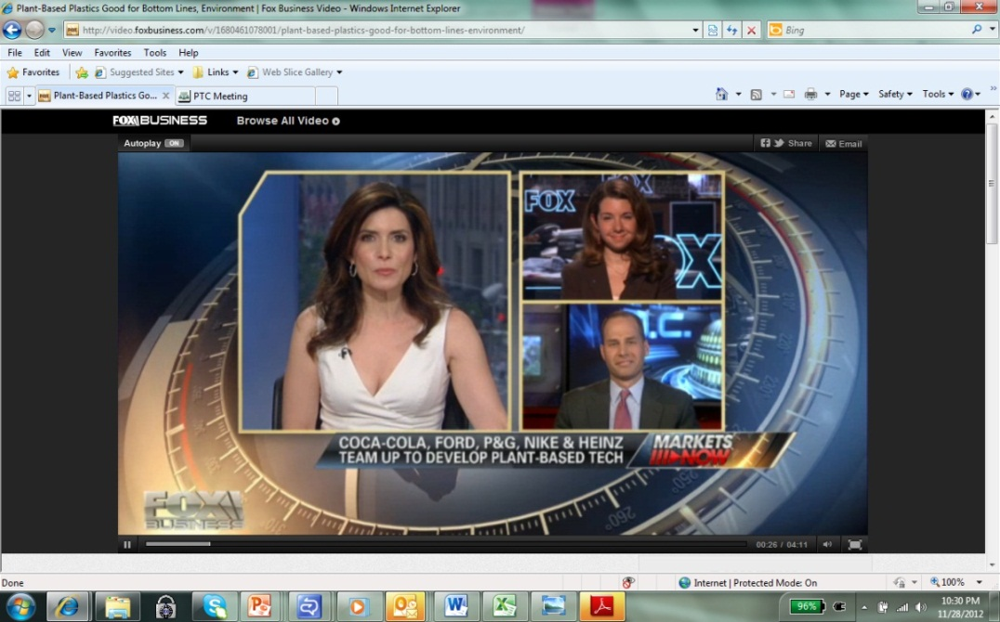 Plant-Based Plastics Good for Bottom Lines, Environment | Fox Business Video - Windows Internet Explorer
http://video.foxbusiness.com/v/1680461078001/plant-based-plastics-good-for-bottom-lines-environment/
Bing
File Edit View Favorites Tools Help
Favorites Suggested Sites Links Web Slice Gallery
Plant-Based Plastics Go... PTC Meeting
Page Safety Tools
FOX BUSINESS Browse All Video
Autoplay ON Share Email
FOX
FOX
OX
D.C.
COCA-COLA, FORD, P&G, NIKE & HEINZ
TEAM UP TO DEVELOP PLANT-BASED TECH
MARKETS
NOW
FOX
BUSINESS
250°
260°
00:26 / 04:11
Done Internet | Protected Mode: On 100%
96%
10:30 PM
11/28/2012